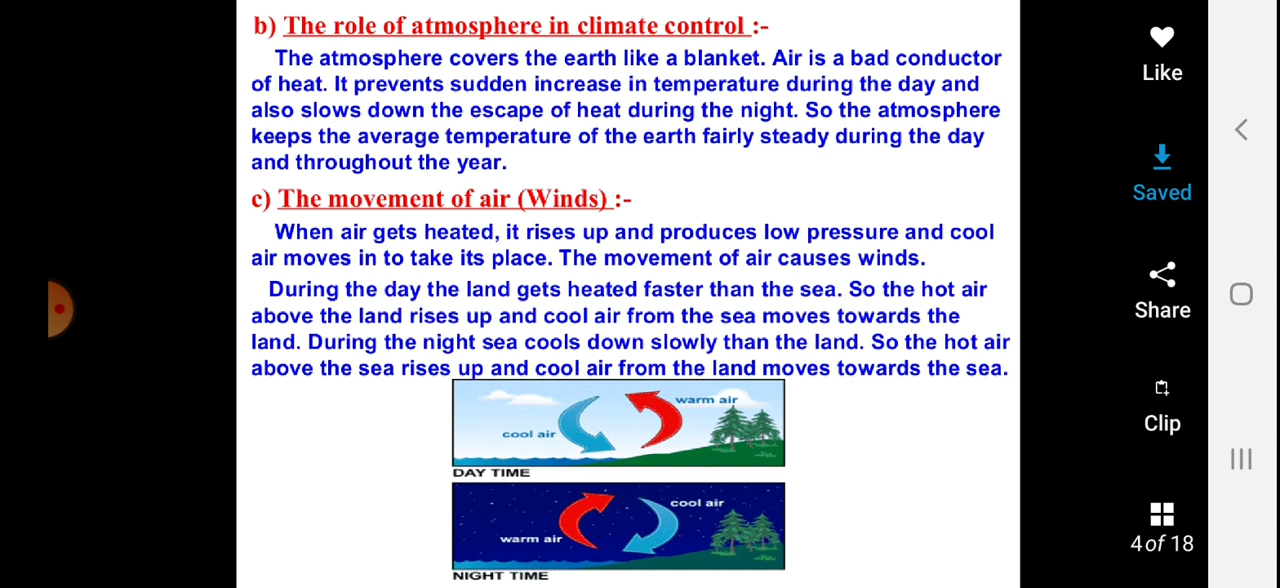 b) The role of atmosphere in climate control :-
The atmosphere covers the earth like a blanket. Air is a bad conductor
of heat. It prevents sudden increase in temperature during the day and
also slows down the escape of heat during the night. So the atmosphere
keeps the average temperature of the earth fairly steady during the day
and throughout the year.
c) The movement of air (Winds) :-
When air gets heated, it rises up and produces low pressure and cool
air moves in to take its place. The movement of air causes winds.
During the day the land gets heated faster than the sea. So the hot air
above the land rises up and cool air from the sea moves towards the
land. During the night sea cools down slowly than the land. So the hot air
above the sea rises up and cool air from the land moves towards the sea.
warm air
cool air
DAY TIME
cool air
warm air
NIGHT TIME
Like
Saved
Share
Clip
4 of 18